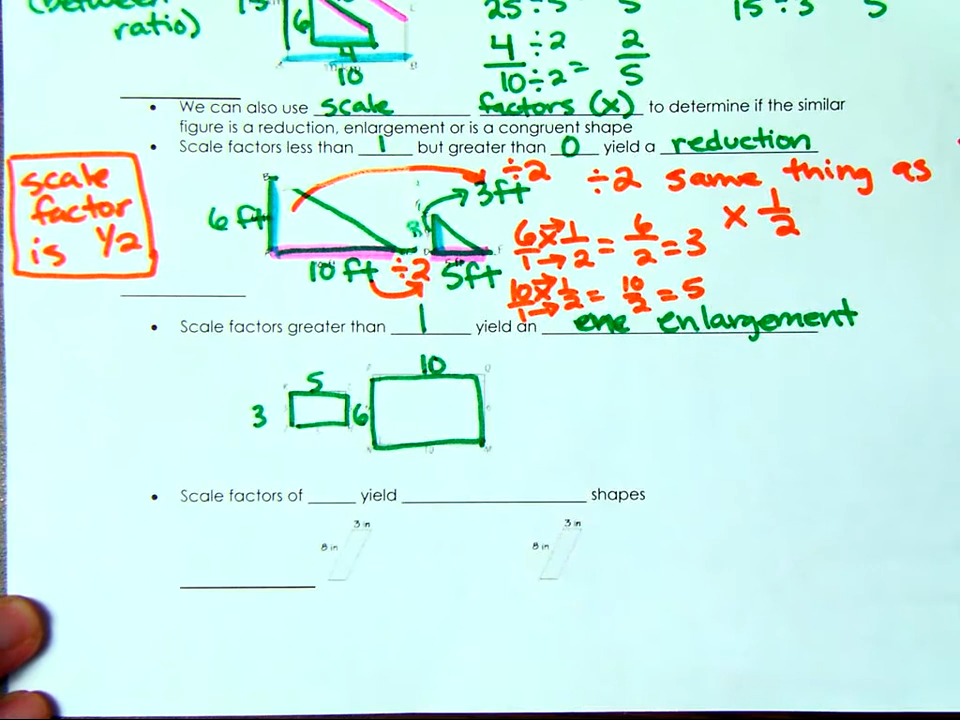 (between
ratio)
15
6
4
10
25 ÷ 5 5
15 ÷ 3 5
4 ÷2 2
10 ÷2 = 5
We can also use scale factors (x) to determine if the similar
figure is a reduction, enlargement or is a congruent shape
Scale factors less than 1 but greater than 0 yield a reduction
scale
factor
is 1/2
6 ft
10 ft
÷2
÷2
3ft
5ft
÷2 same thing as
x 1/2
6/1 x 1/2 = 6/2 = 3
10/1 x 1/2 = 10/2 = 5
Scale factors greater than 1 yield an ene enlargement
5
3
10
6
Scale factors of yield shapes
3 in
8 in
3 in
8 in